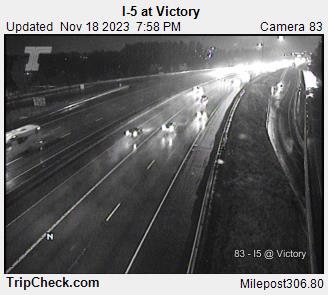 I-5 at Victory
Updated Nov 18 2023 7:58 PM Camera 83
T
N
83 - I5 @ Victory
TripCheck.com Milepost306.80